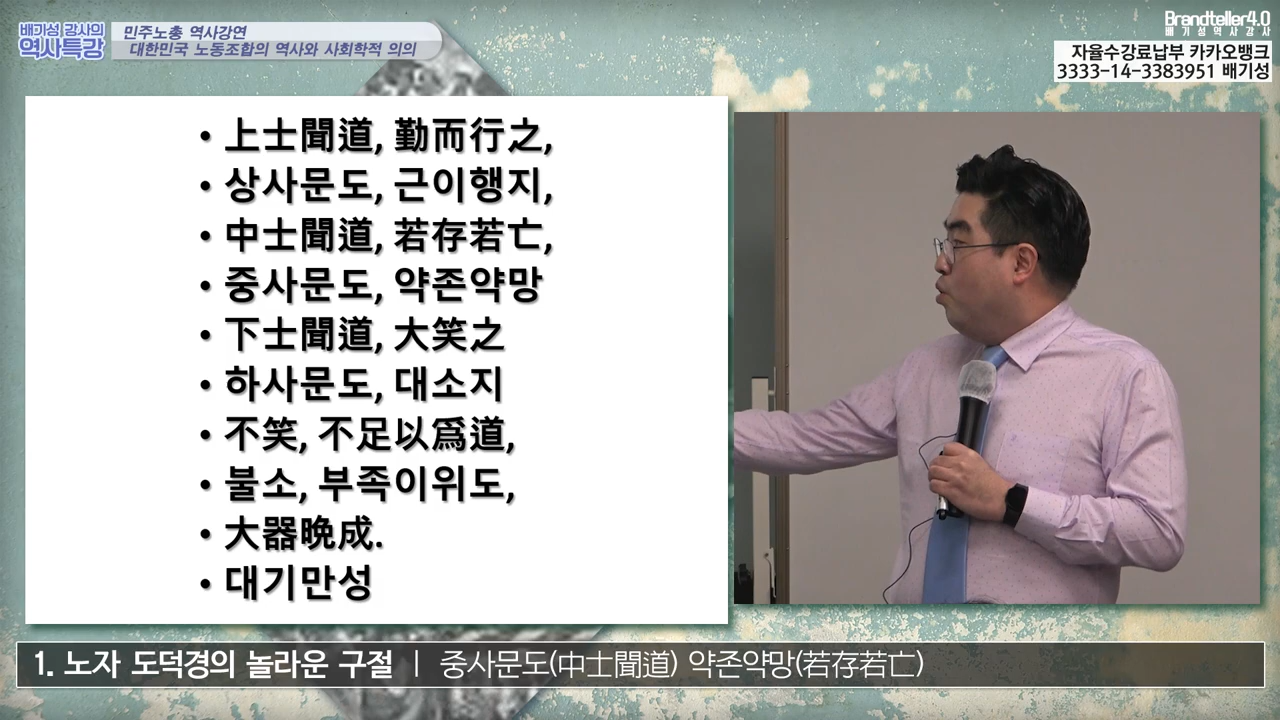 배기성 강사의
역사특강
민주노총 역사강연
대한민국 노동조합의 역사와 사회학적 의의
Brandteller4.0
배기성역사강사
자율수강료납부 카카오뱅크
3333-14-3383951 배기성
• 上士聞道, 勤而行之,
• 상사문도, 근이행지,
• 中士聞道, 若存若亡,
• 중사문도, 약존약망
• 下士聞道, 大笑之
• 하사문도, 대소지
• 不笑, 不足以爲道,
• 불소, 부족이위도,
• 大器晩成.
• 대기만성
1. 노자 도덕경의 놀라운 구절 | 중사문도(中士聞道) 약존약망(若存若亡)